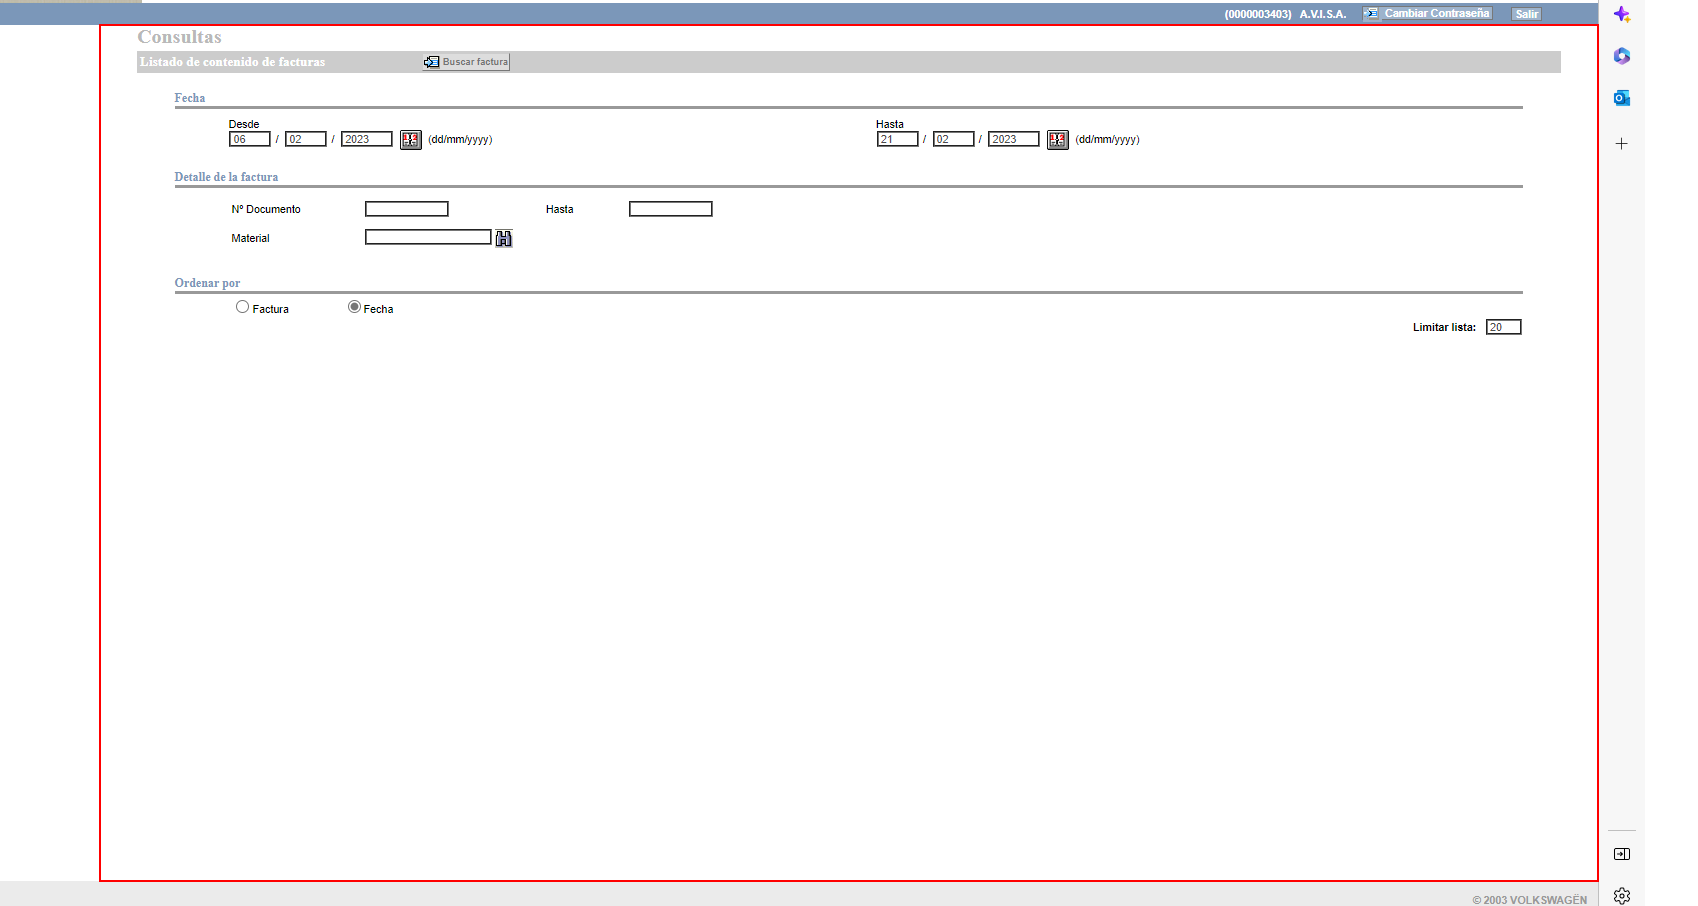 (0000003403) A.V.I.S.A. Cambiar Contraseña Salir
Consultas
Listado de contenido de facturas Buscar factura
Fecha
Desde Hasta
06 / 02 / 2023 (dd/mm/yyyy) 21 / 02 / 2023 (dd/mm/yyyy)
Detalle de la factura
Nº Documento Hasta
Material
Ordenar por
Factura Fecha
Limitar lista: 20
© 2003 VOLKSWAGËN